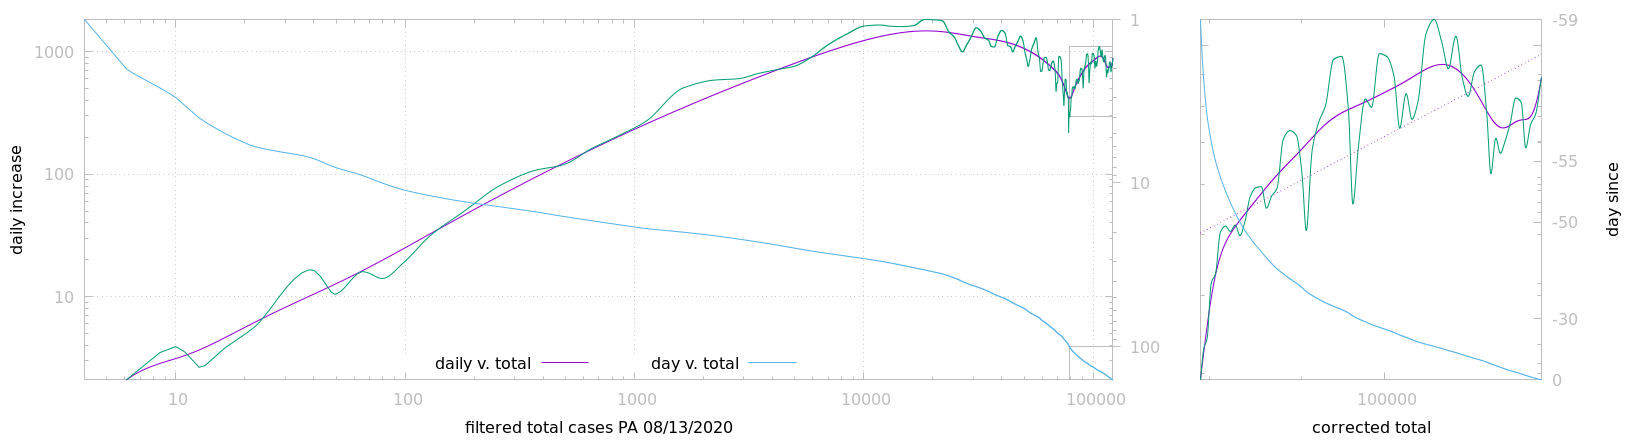 1000
100
10
daily increase
10
100
1000
10000
100000
filtered total cases PA 08/13/2020
daily v. total
day v. total
1
10
100
100000
corrected total
-59
-55
-50
-30
0
day since